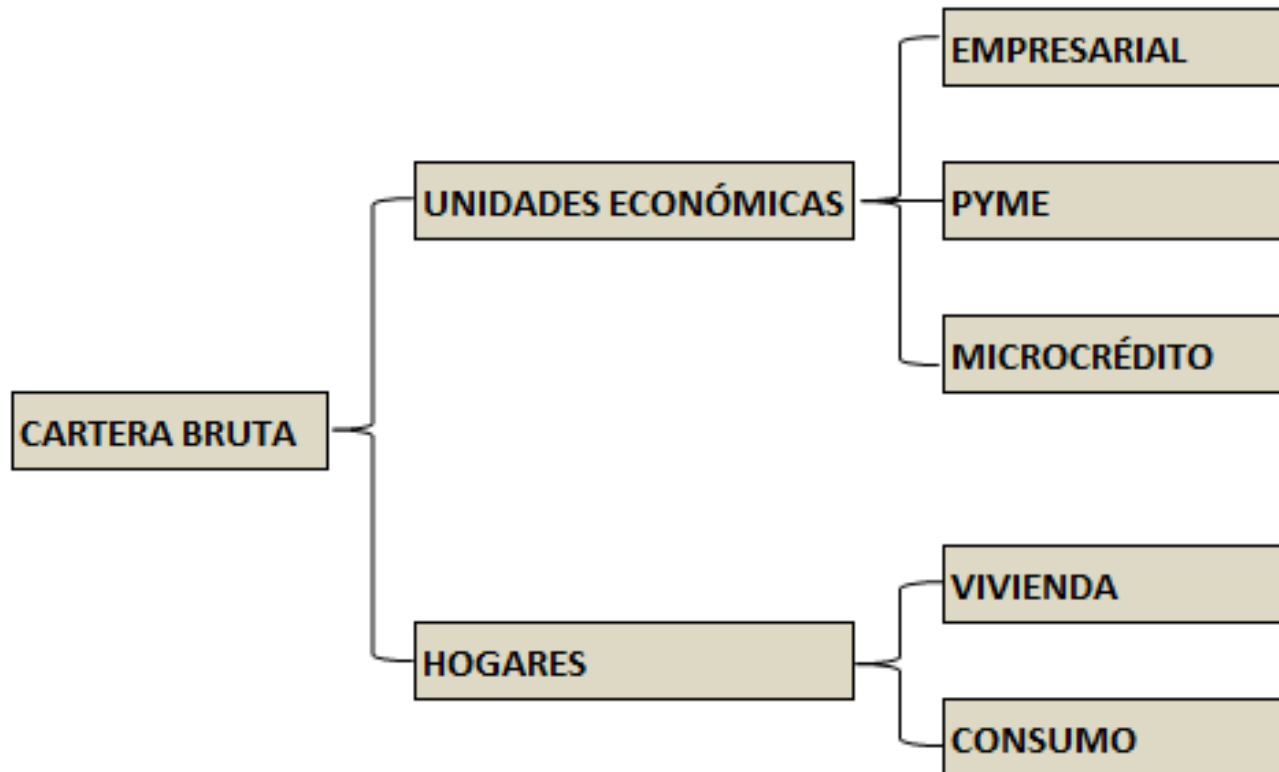 EMPRESARIAL
UNIDADES ECONÓMICAS
PYME
MICROCRÉDITO
CARTERA BRUTA
VIVIENDA
HOGARES
CONSUMO